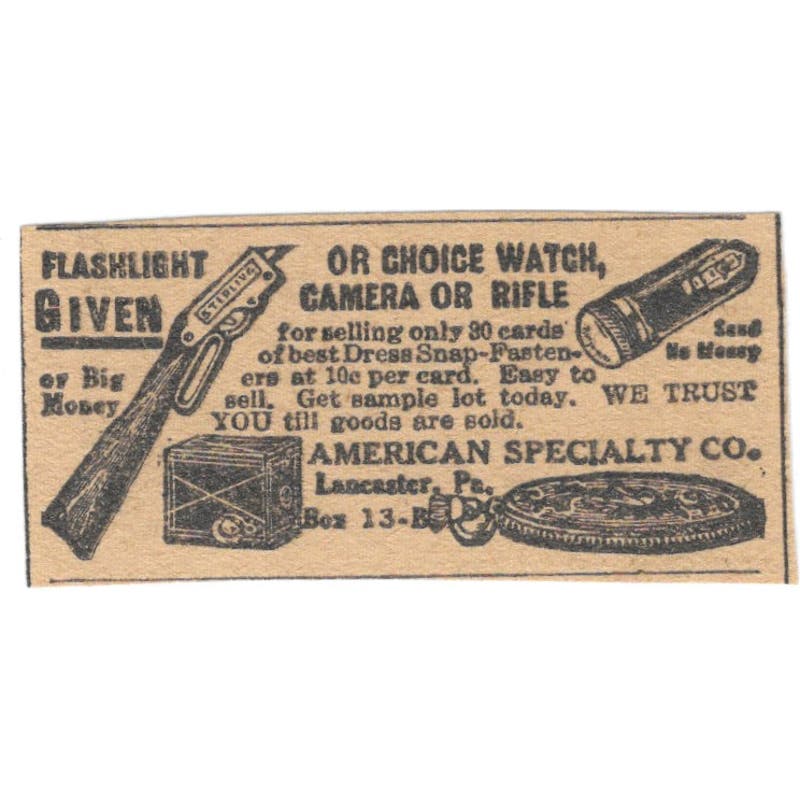 FLASHLIGHT
GIVEN
or Big
Money
STIRLING
OR CHOICE WATCH,
CAMERA OR RIFLE
for selling only 30 cards
of best Dress Snap-Fasten-
ers at 10c per card. Easy to
sell. Get sample lot today. WE TRUST
YOU till goods are sold.
Send
No Money
AMERICAN SPECIALTY CO.
Lancaster, Pa.
Box 13-B